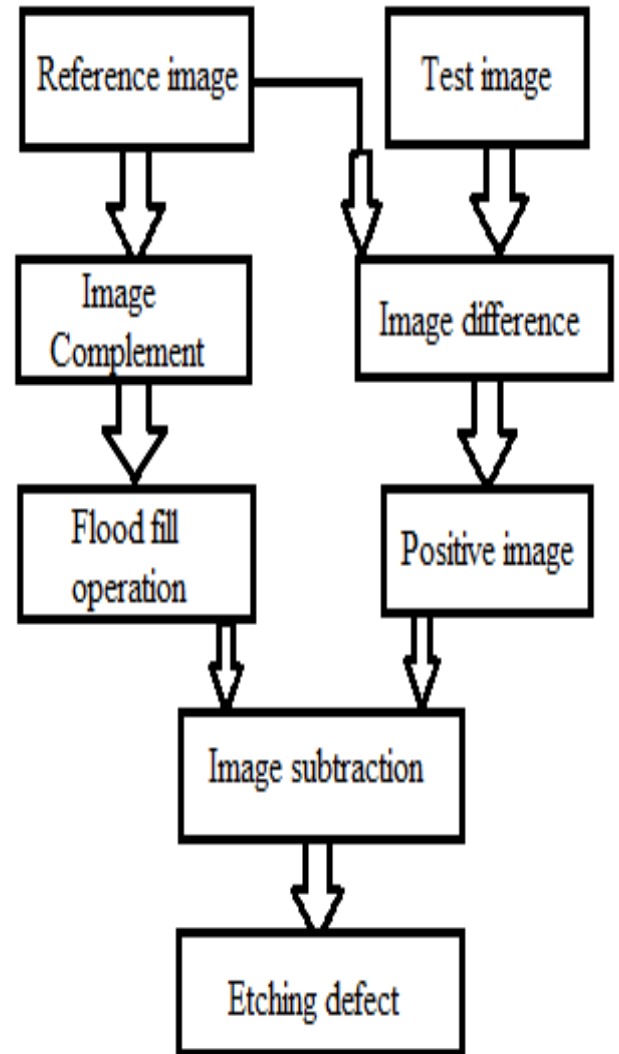 Reference image
Test image
Image
Complement
Image difference
Flood fill
operation
Positive image
Image subtraction
Etching defect